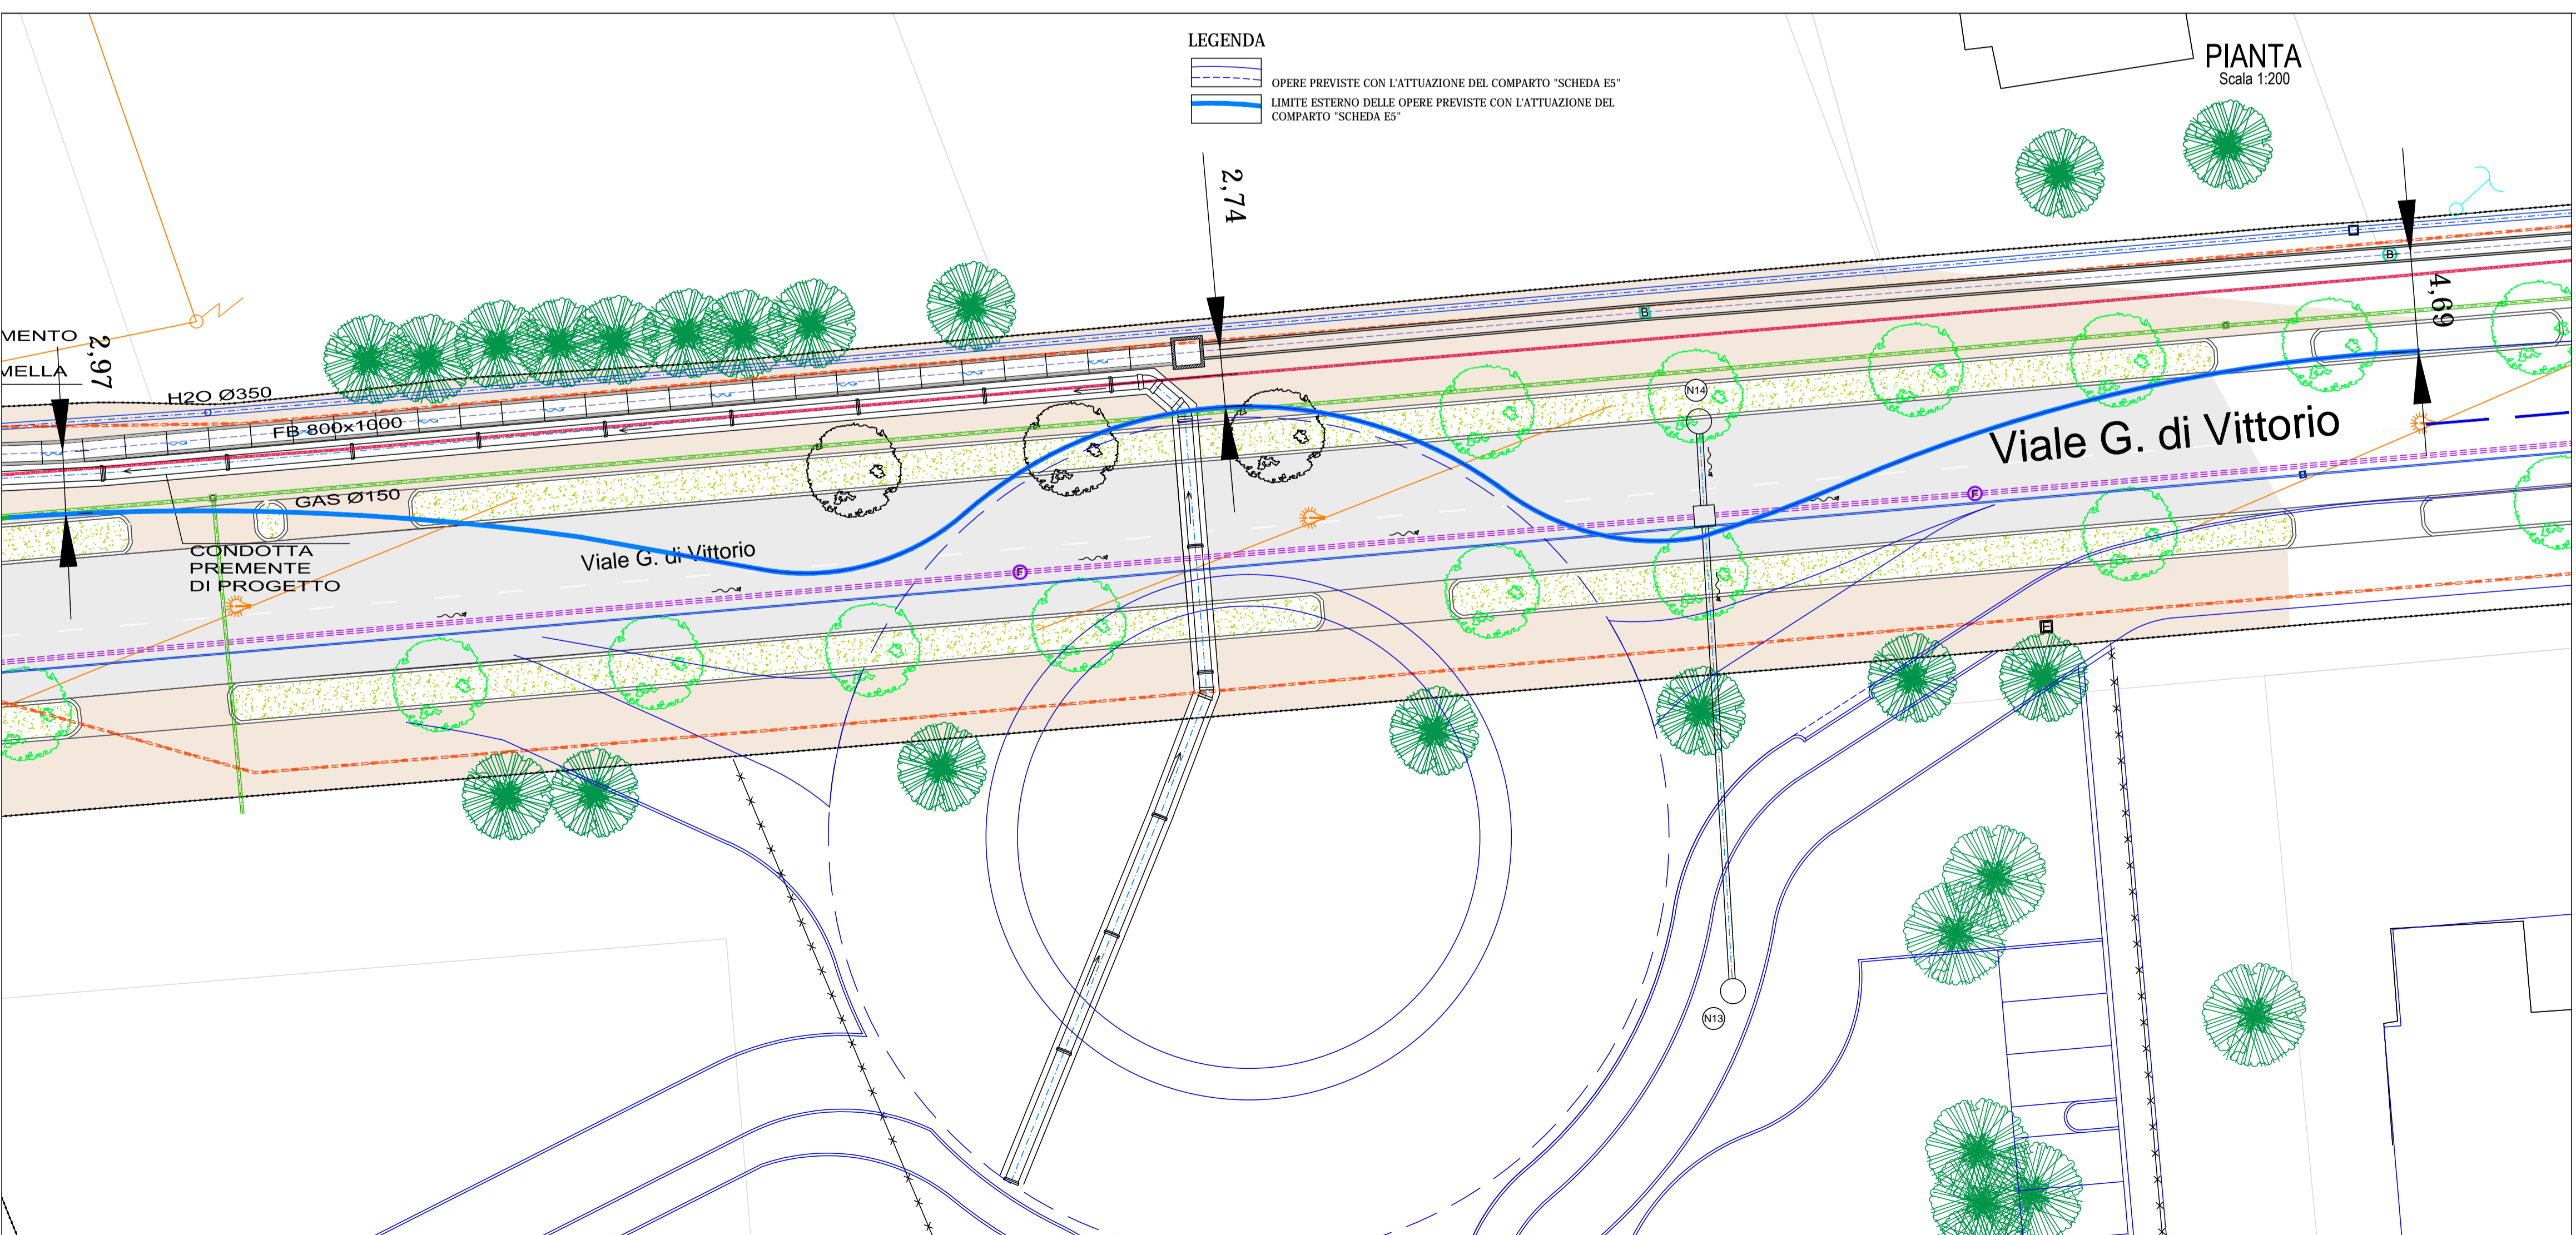 LEGENDA
OPERE PREVISTE CON L'ATTUAZIONE DEL COMPARTO "SCHEDA E5"
LIMITE ESTERNO DELLE OPERE PREVISTE CON L'ATTUAZIONE DEL
COMPARTO "SCHEDA E5"
PIANTA
Scala 1:200
2,74
4,69
2,97
MENTO
MELLA
H2O Ø350
FB 800x1000
GAS Ø150
CONDOTTA
PREMENTE
DI PROGETTO
Viale G. di Vittorio
Viale G. di Vittorio
B
B
G
G
F
F
E
N14
N13